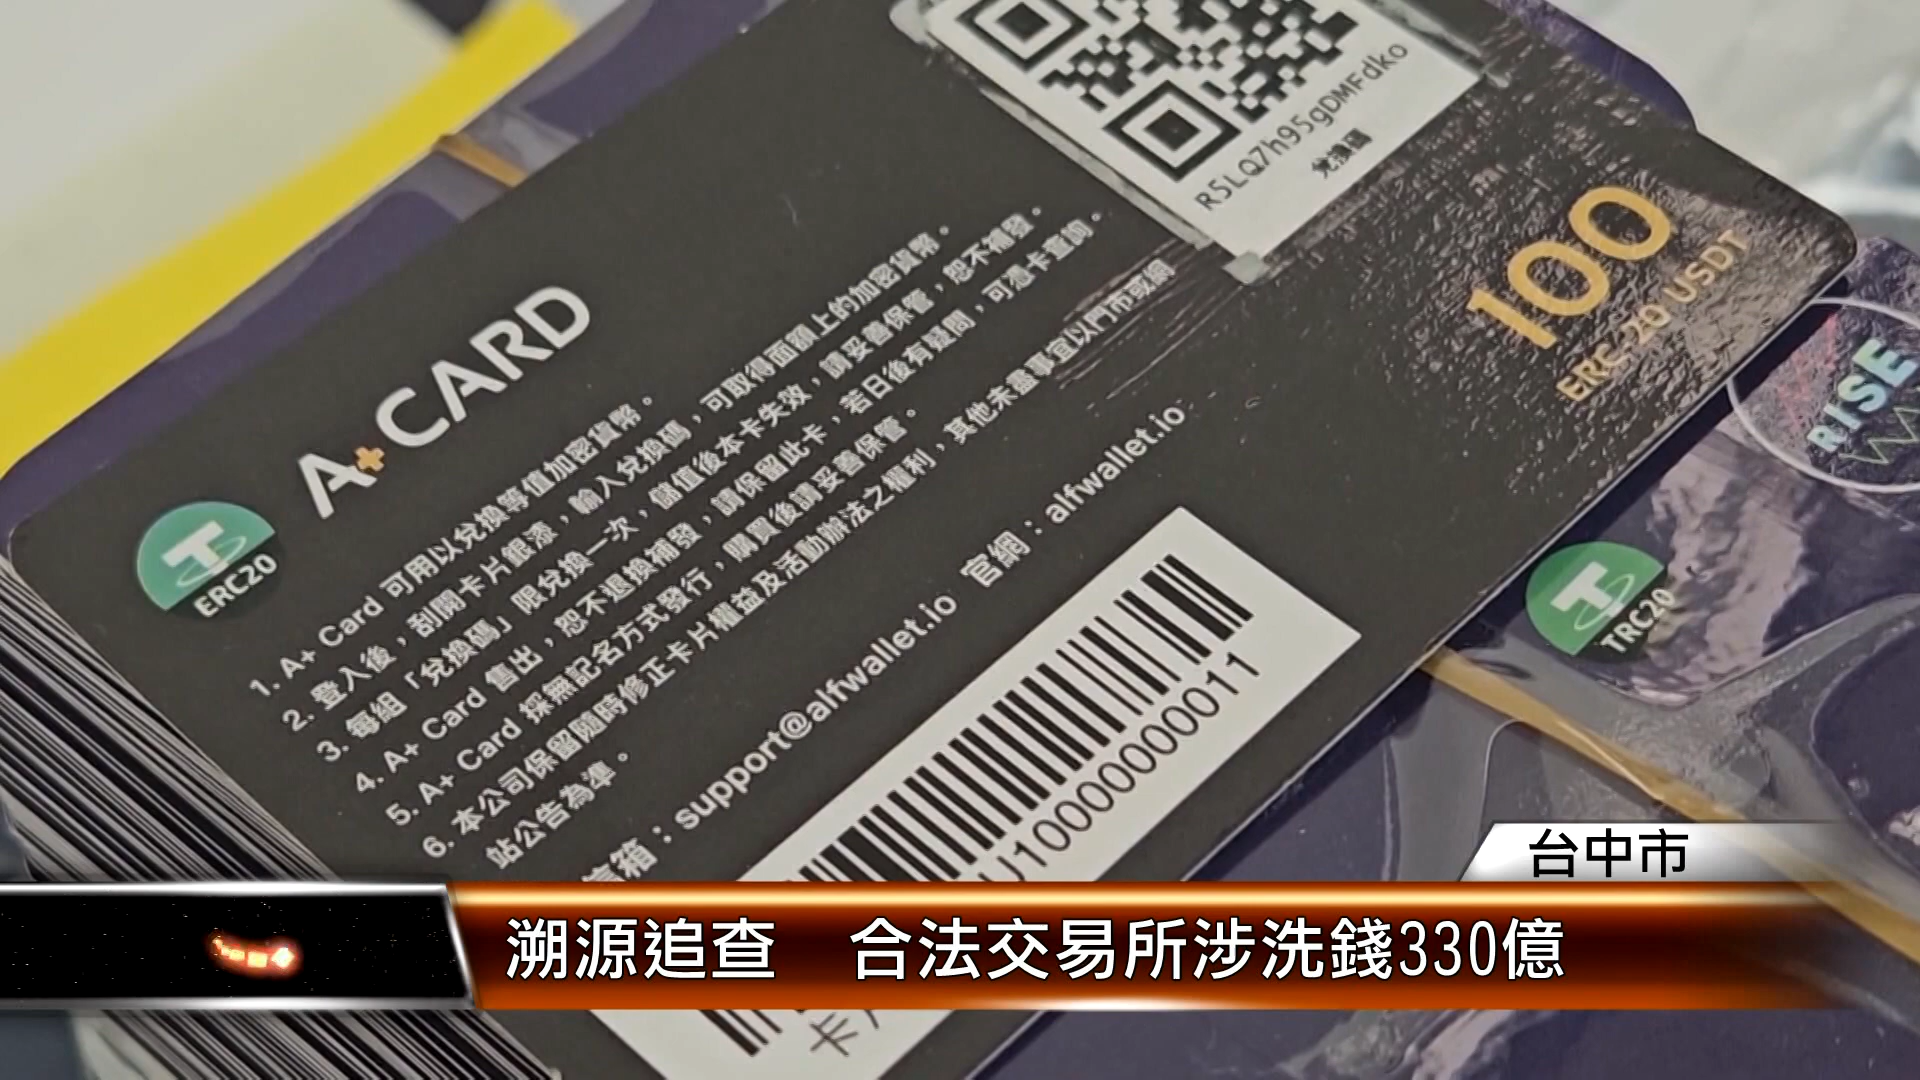 R5LQ7h95gDMFdko
兌換碼
100
ERC-20 USDT
RISE
A+ CARD
ERC20
1. A+ Card 可用以兌換等值加密貨幣。
2. 登入後，刮開卡片銀漆，輸入兌換碼，可取得面額上的加密貨幣。
3. 每組「兌換碼」限兌換一次，儲值後本卡失效，請妥善保管，恕不補發。
4. A+ Card 售出，恕不退換補發，請保留此卡，若日後有疑問，可憑卡查詢。
5. A+ Card 採無記名方式發行，購買後請妥善保管。
6. 本公司保留隨時修正卡片權益及活動辦法之權利，其他未盡事宜以門市或網
站公告為準。
信箱：support@alfwallet.io 官網：alfwallet.io
TRC20
台中市
溯源追查 合法交易所涉洗錢330億